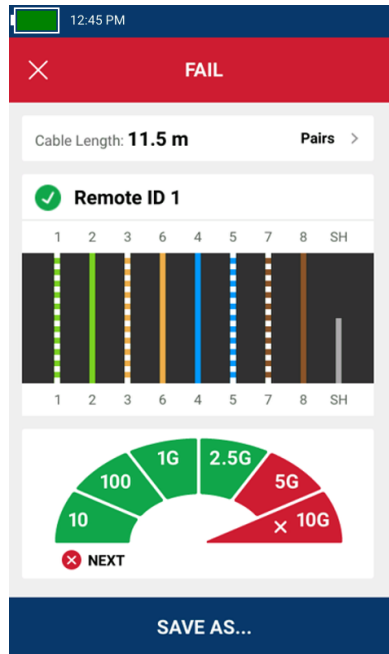 12:45 PM
FAIL
Cable Length: 11.5 m Pairs
Remote ID 1
1 2 3 6 4 5 7 8 SH
1 2 3 6 4 5 7 8 SH
10 100 1G 2.5G 5G 10G
NEXT
SAVE AS...